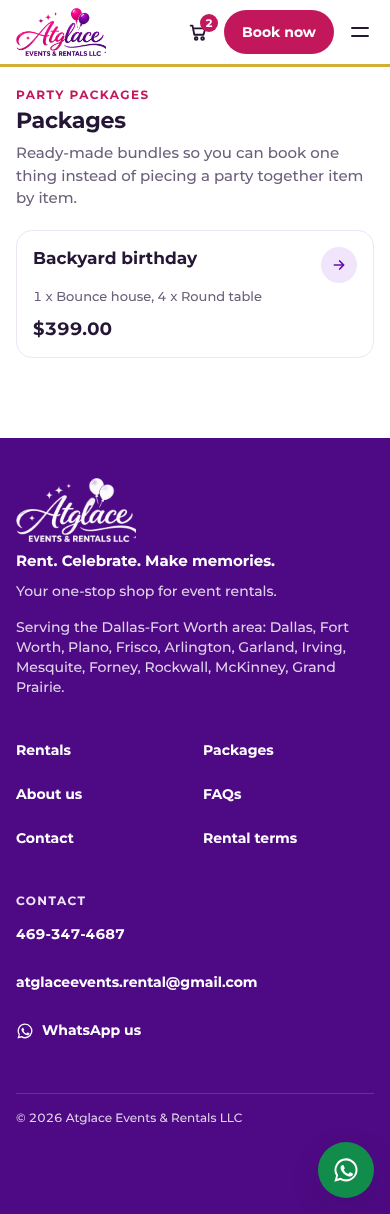 Atglace
EVENTS & RENTALS LLC
2
Book now
PARTY PACKAGES
Packages
Ready-made bundles so you can book one
thing instead of piecing a party together item
by item.
Backyard birthday
1 x Bounce house, 4 x Round table
$399.00
Atglace
EVENTS & RENTALS LLC
Rent. Celebrate. Make memories.
Your one-stop shop for event rentals.
Serving the Dallas-Fort Worth area: Dallas, Fort
Worth, Plano, Frisco, Arlington, Garland, Irving,
Mesquite, Forney, Rockwall, McKinney, Grand
Prairie.
Rentals
Packages
About us
FAQs
Contact
Rental terms
CONTACT
469-347-4687
atglaceevents.rental@gmail.com
WhatsApp us
© 2026 Atglace Events & Rentals LLC